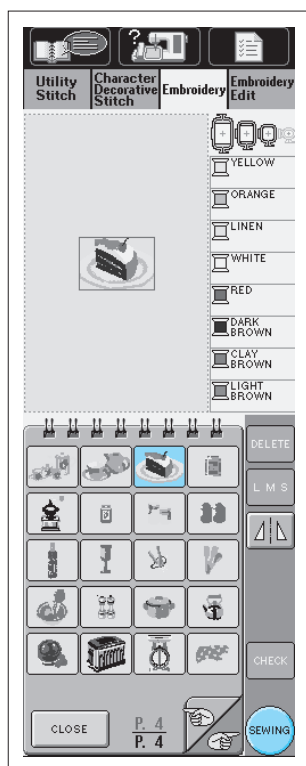 Utility
Stitch
Character
Decorative
Stitch
Embroidery
Embroidery
Edit
YELLOW
ORANGE
LINEN
WHITE
RED
DARK
BROWN
CLAY
BROWN
LIGHT
BROWN
DELETE
L M S
CHECK
CLOSE
P. 4
P. 4
SEWING